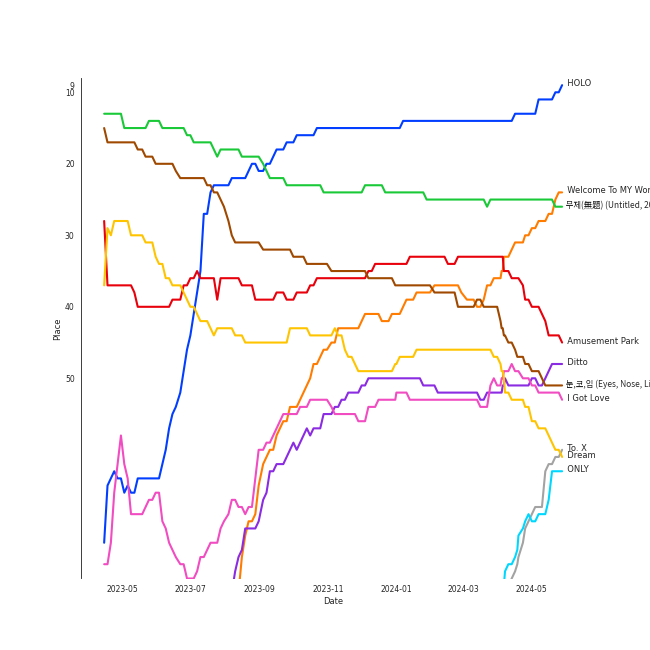 9
10
20
30
40
50
Place
HOLO
Welcome To MY Wor
무제(無題) (Untitled, 20
Amusement Park
Ditto
눈,코,입 (Eyes, Nose, Li
I Got Love
To. X
Dream
ONLY
2023-05
2023-07
2023-09
2023-11
2024-01
2024-03
2024-05
Date